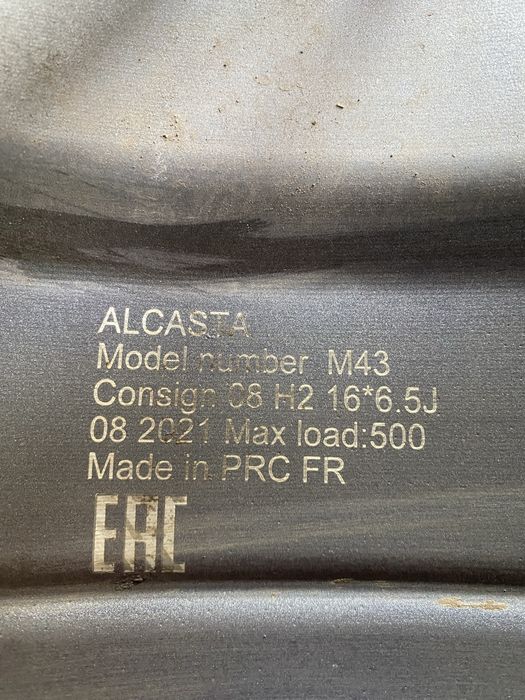 ALCASTA
Model number M43
Consign 08 H2 16*6.5J
08 2021 Max load:500
Made in PRC FR
EAC